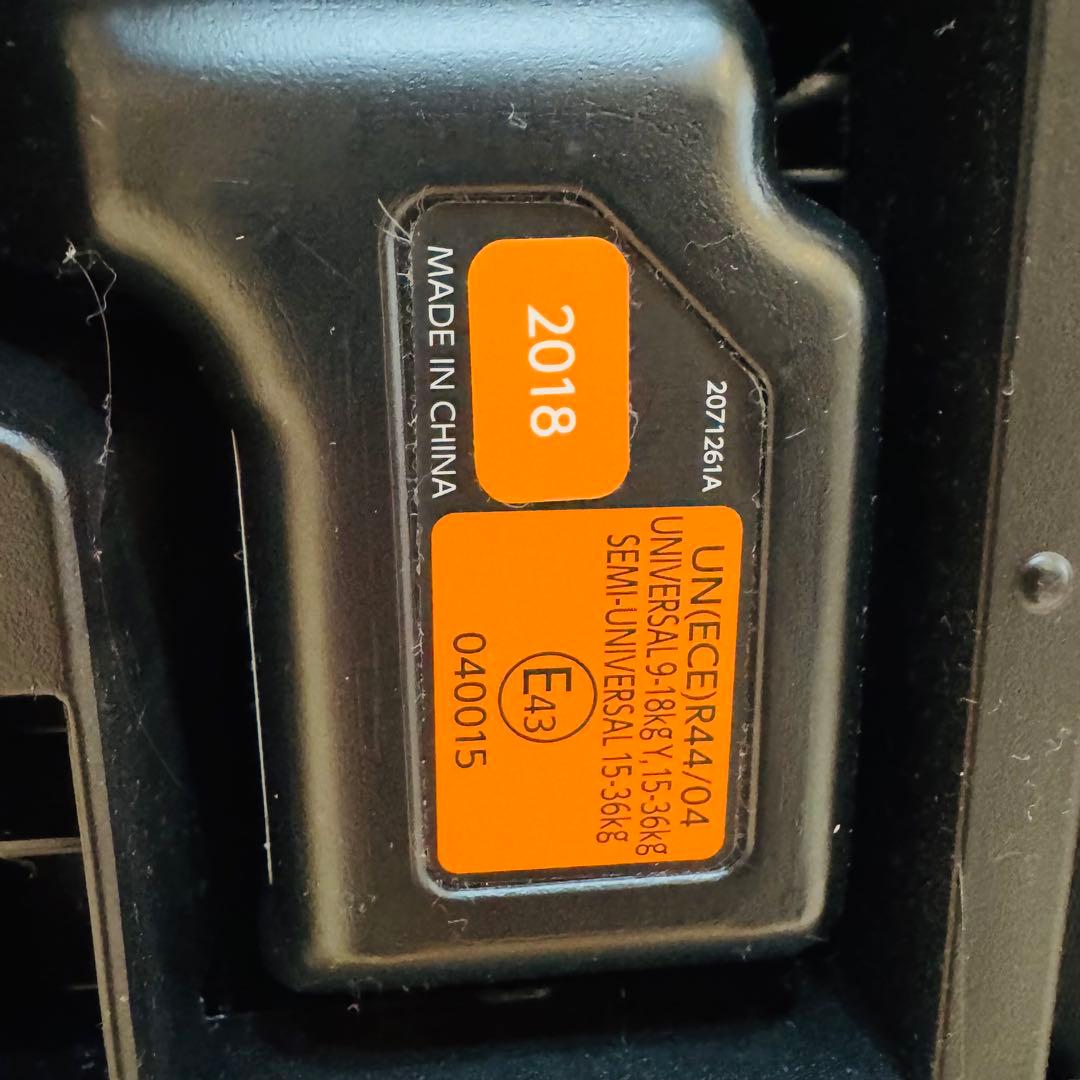 UN(ECE)R44/04
UNIVERSAL 9-18kg Y, 15-36kg
SEMI-UNIVERSAL 15-36kg
E43
040015
2071261A
2018
MADE IN CHINA